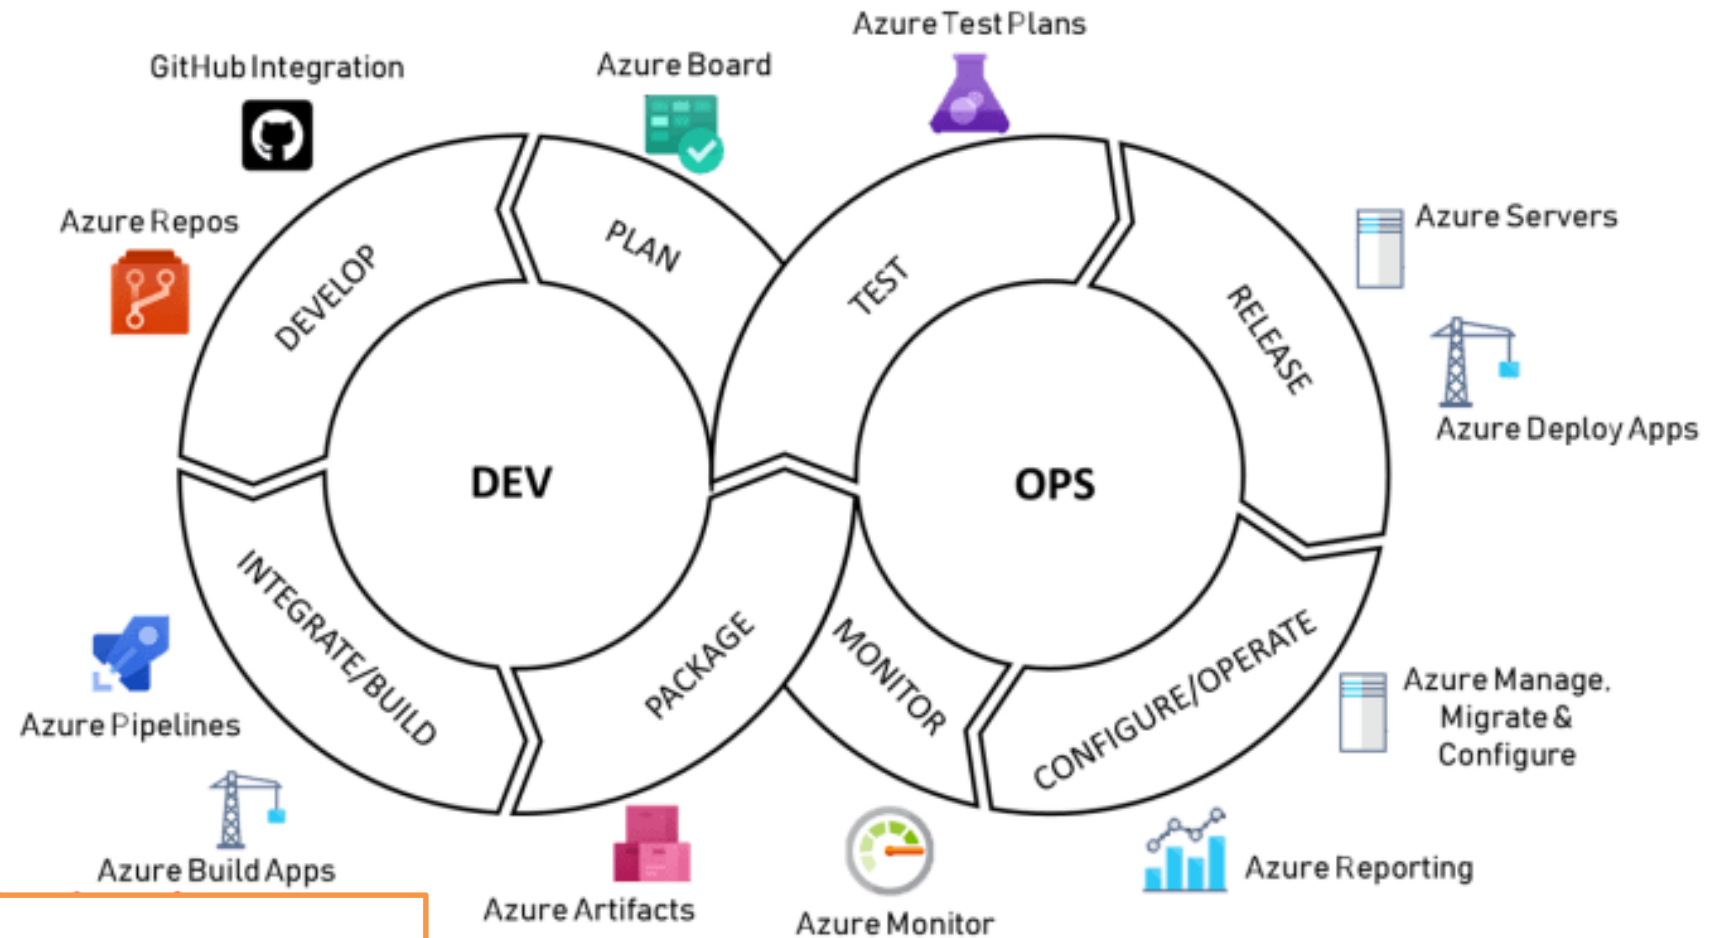 Azure Test Plans
GitHub Integration
Azure Board
Azure Repos
Azure Servers
PLAN
DEVELOP
TEST
RELEASE
Azure Deploy Apps
DEV
OPS
INTEGRATE/BUILD
PACKAGE
MONITOR
CONFIGURE/OPERATE
Azure Manage,
Migrate &
Configure
Azure Pipelines
Azure Build Apps
Azure Reporting
Azure Artifacts
Azure Monitor